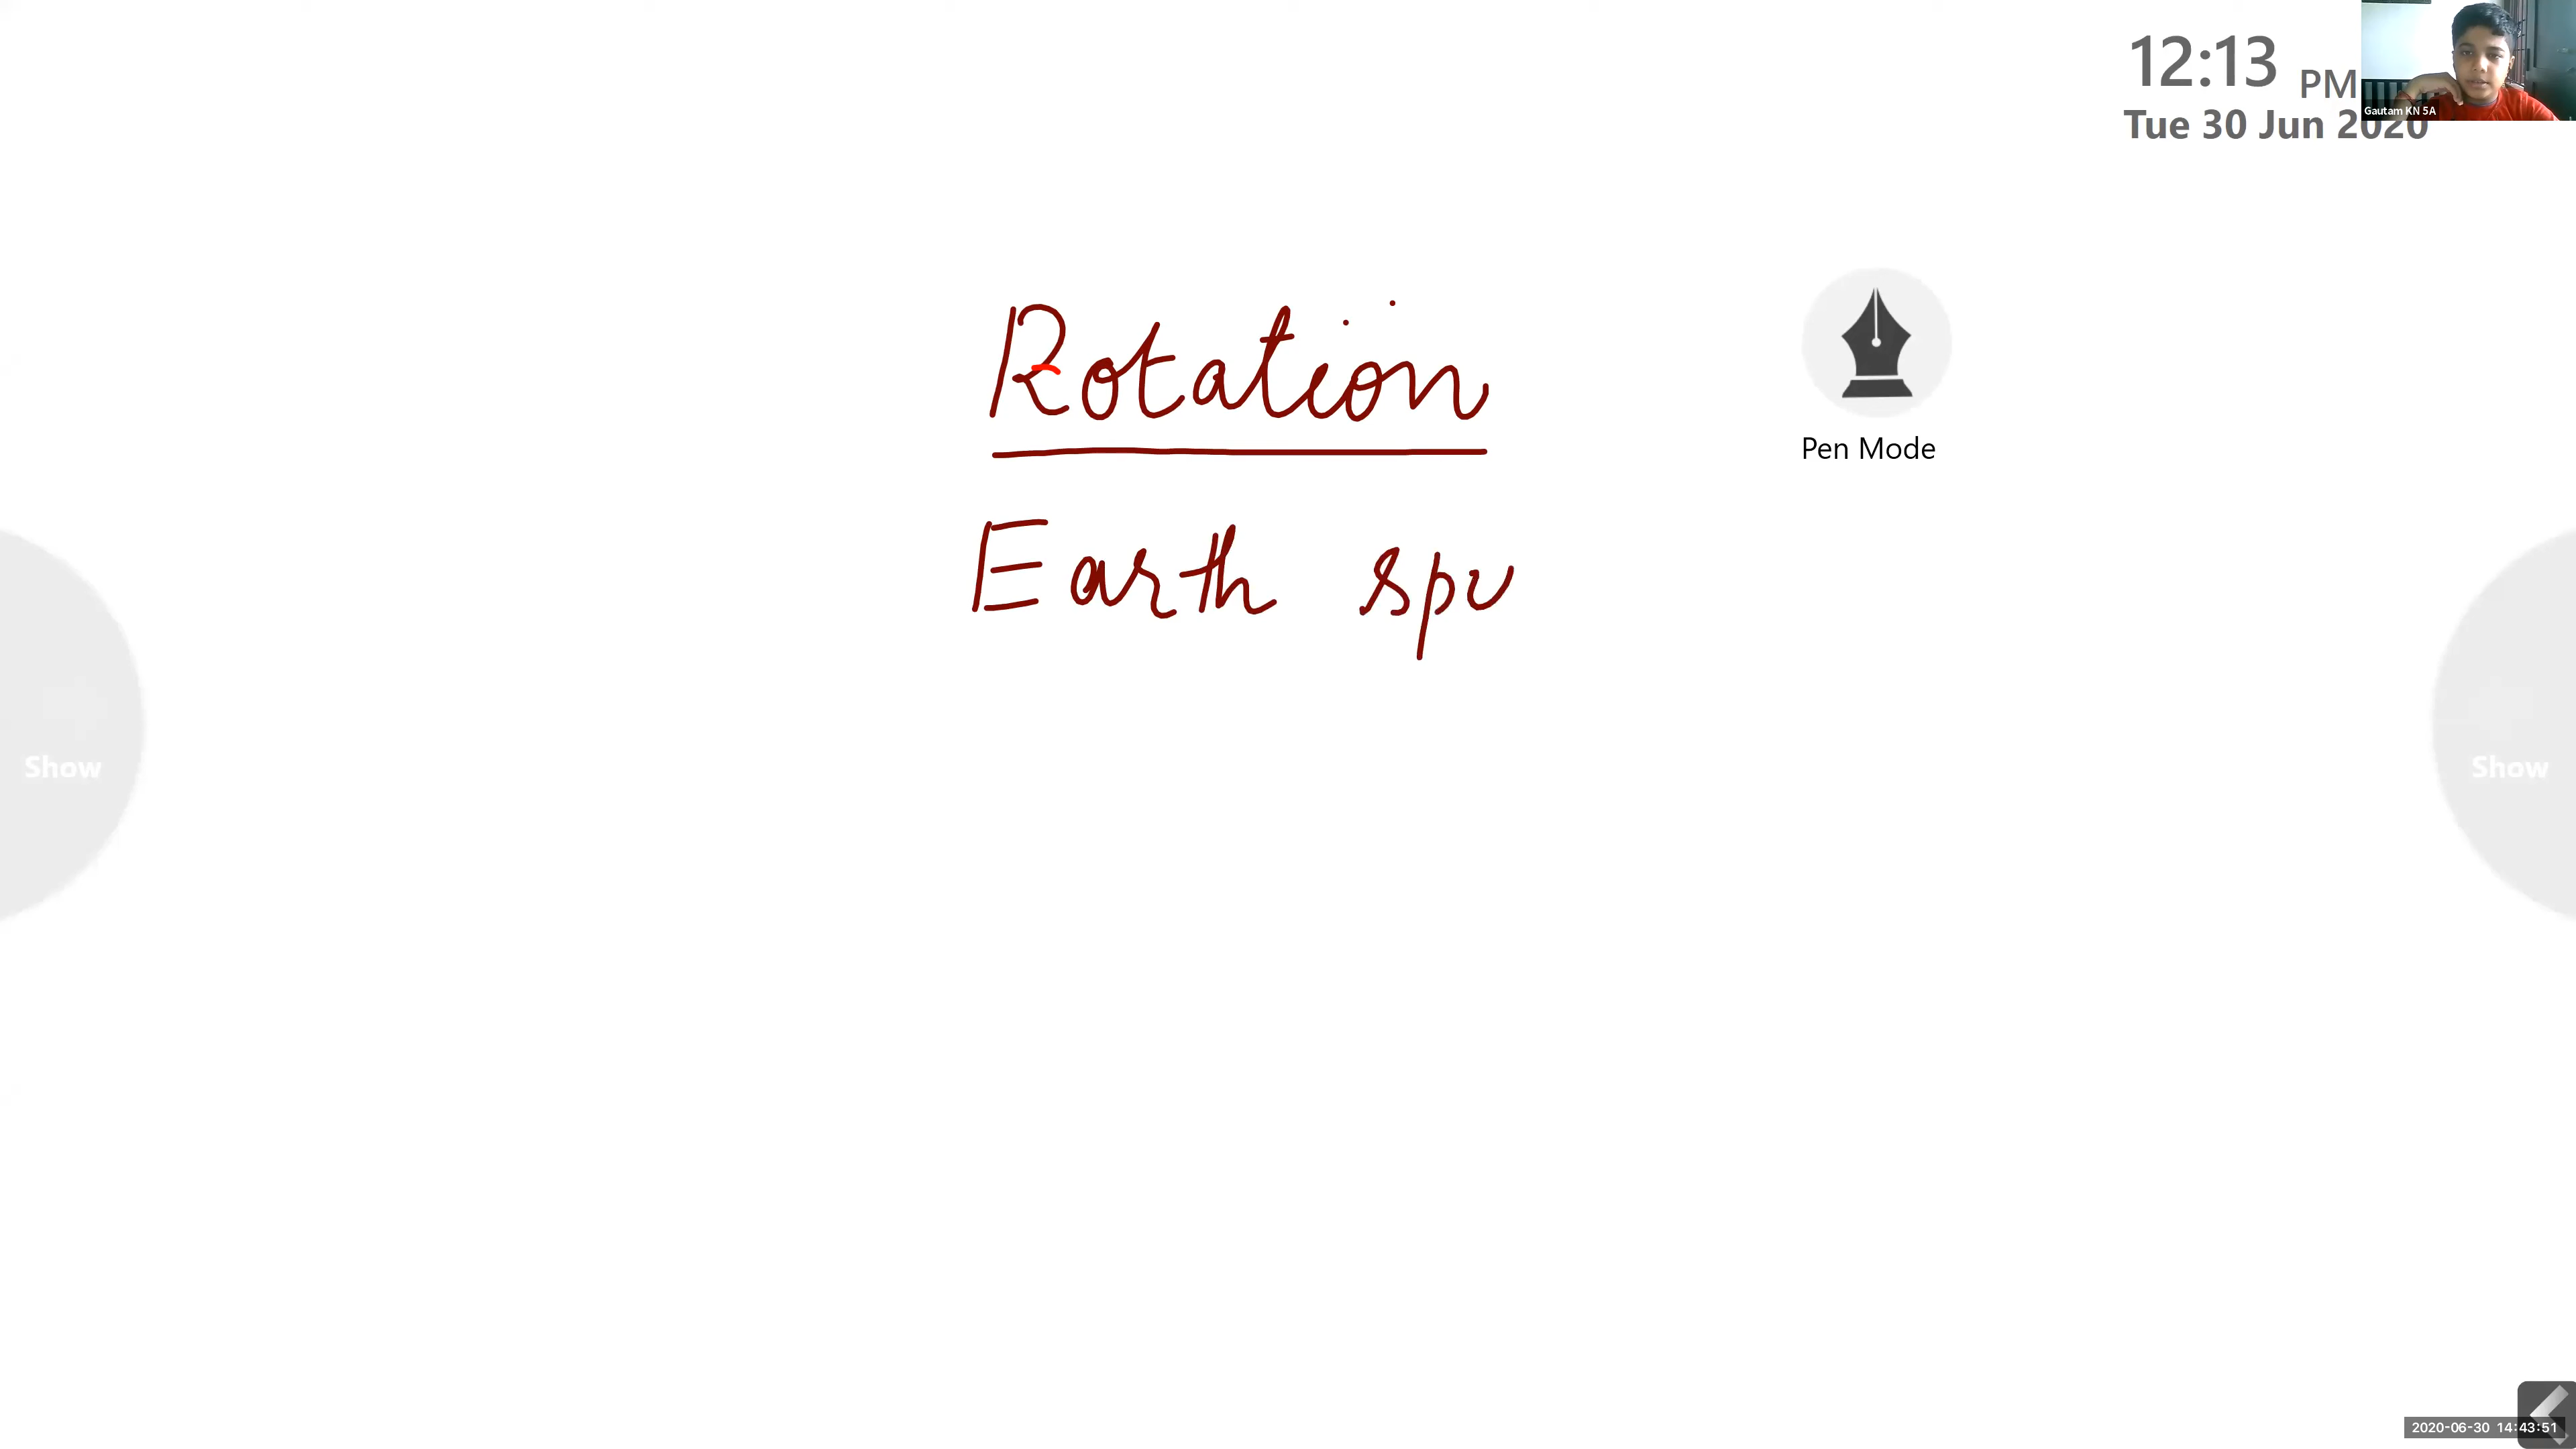 12:13 PM
Gautam KN 5A
Tue 30 Jun 2020
Rotation
Pen Mode
Earth spi
Show
Show
2020-06-30 14:43:51